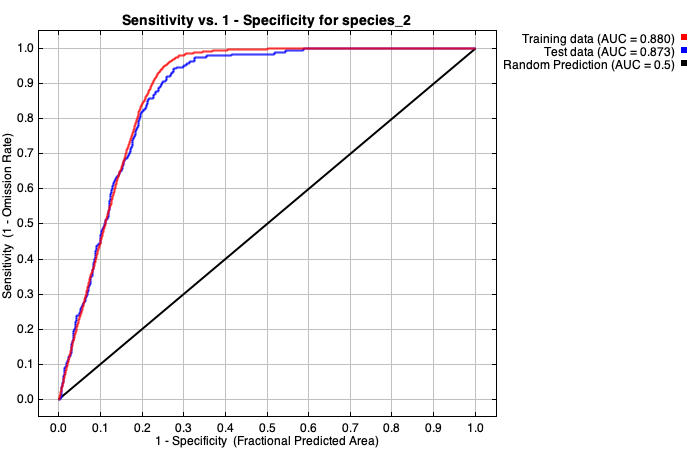 Sensitivity vs. 1 - Specificity for species_2
Training data (AUC = 0.880)
Test data (AUC = 0.873)
Random Prediction (AUC = 0.5)
Sensitivity (1 - Omission Rate)
1.0
0.9
0.8
0.7
0.6
0.5
0.4
0.3
0.2
0.1
0.0
0.0 0.1 0.2 0.3 0.4 0.5 0.6 0.7 0.8 0.9 1.0
1 - Specificity (Fractional Predicted Area)